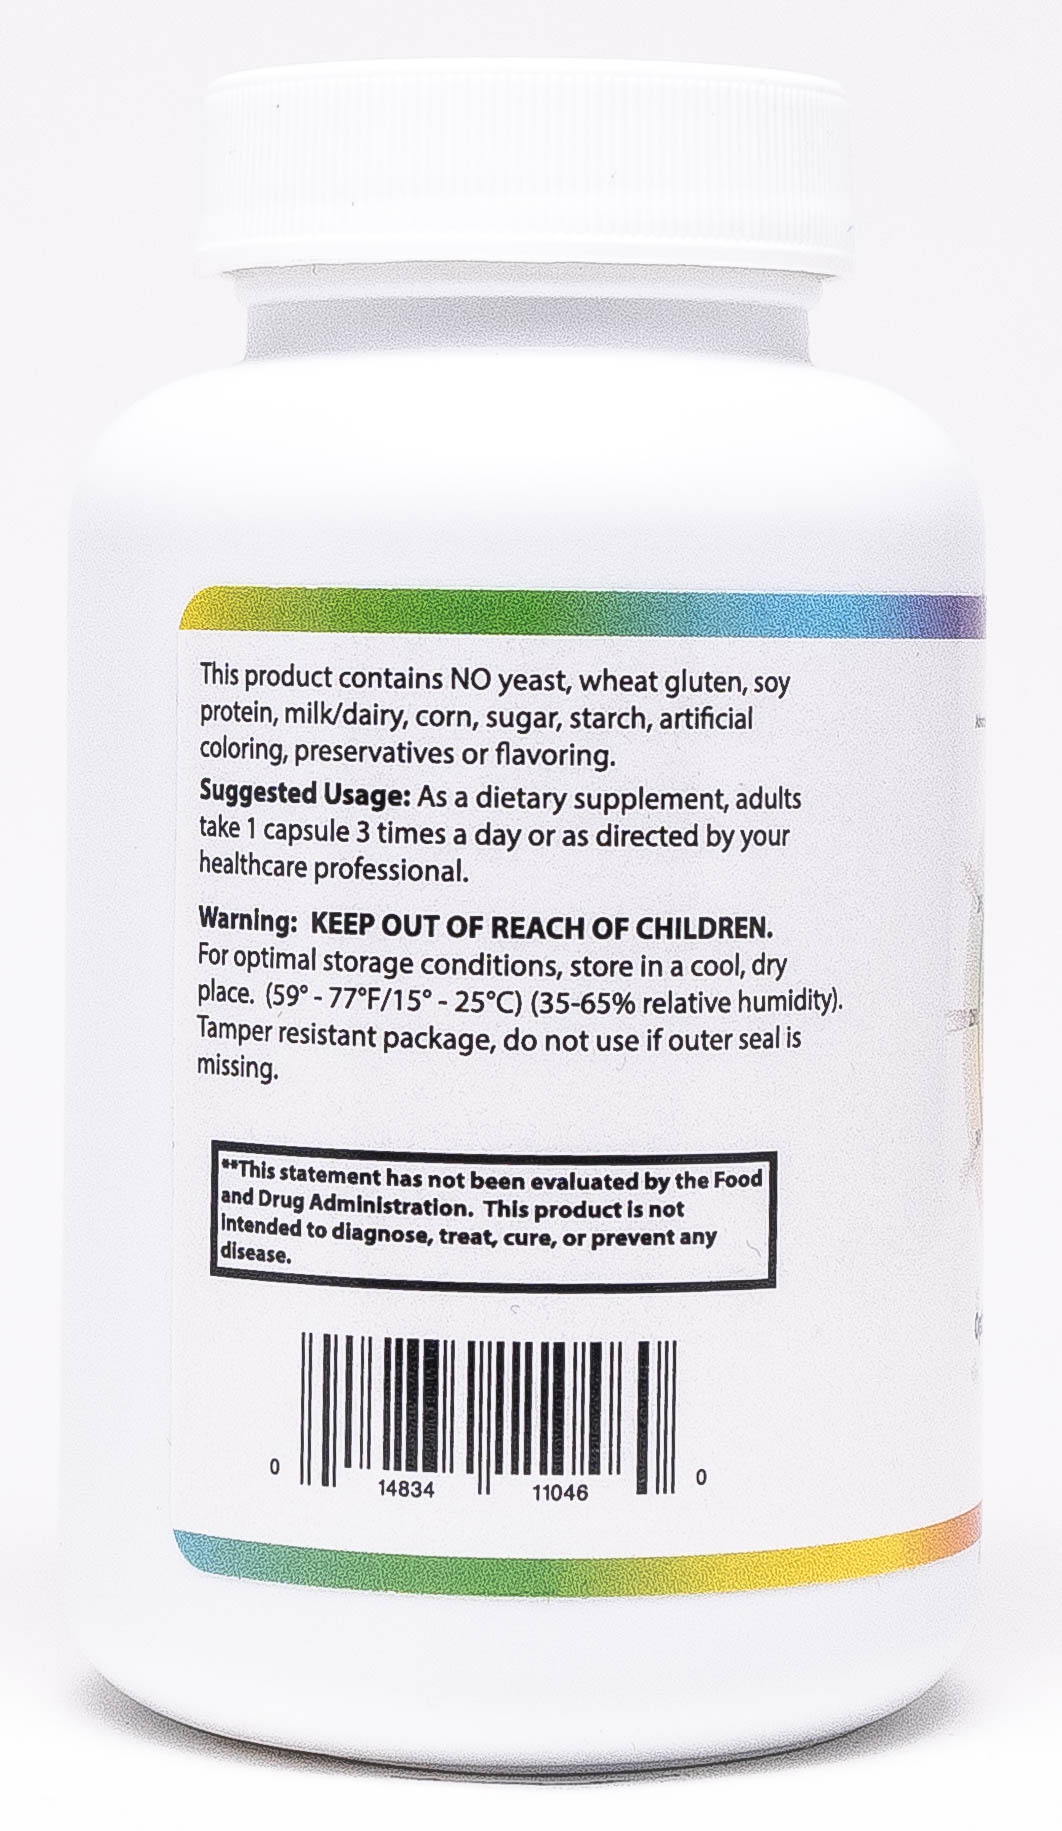 This product contains NO yeast, wheat gluten, soy
protein, milk/dairy, corn, sugar, starch, artificial
coloring, preservatives or flavoring.
Suggested Usage: As a dietary supplement, adults
take 1 capsule 3 times a day or as directed by your
healthcare professional.
Warning: KEEP OUT OF REACH OF CHILDREN.
For optimal storage conditions, store in a cool, dry
place. (59° - 77°F/15° - 25°C) (35-65% relative humidity).
Tamper resistant package, do not use if outer seal is
missing.
**This statement has not been evaluated by the Food
and Drug Administration. This product is not
intended to diagnose, treat, cure, or prevent any
disease.
0 14834 11046 0